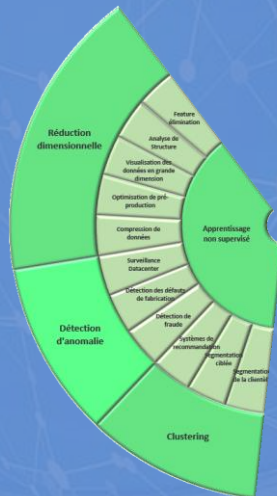 Réduction
dimensionnelle
Feature
élimination
Analyse de
Structure
Visualisation des
données en grande
dimension
Optimisation de pré-
production
Compression de
données
Apprentissage
non supervisé
Surveillance
Datacenter
Détection des défauts
de fabrication
Détection de
fraude
Systèmes de
recommandation
Segmentation
ciblée
Segmentation
de la clientèle
Détection
d'anomalie
Clustering